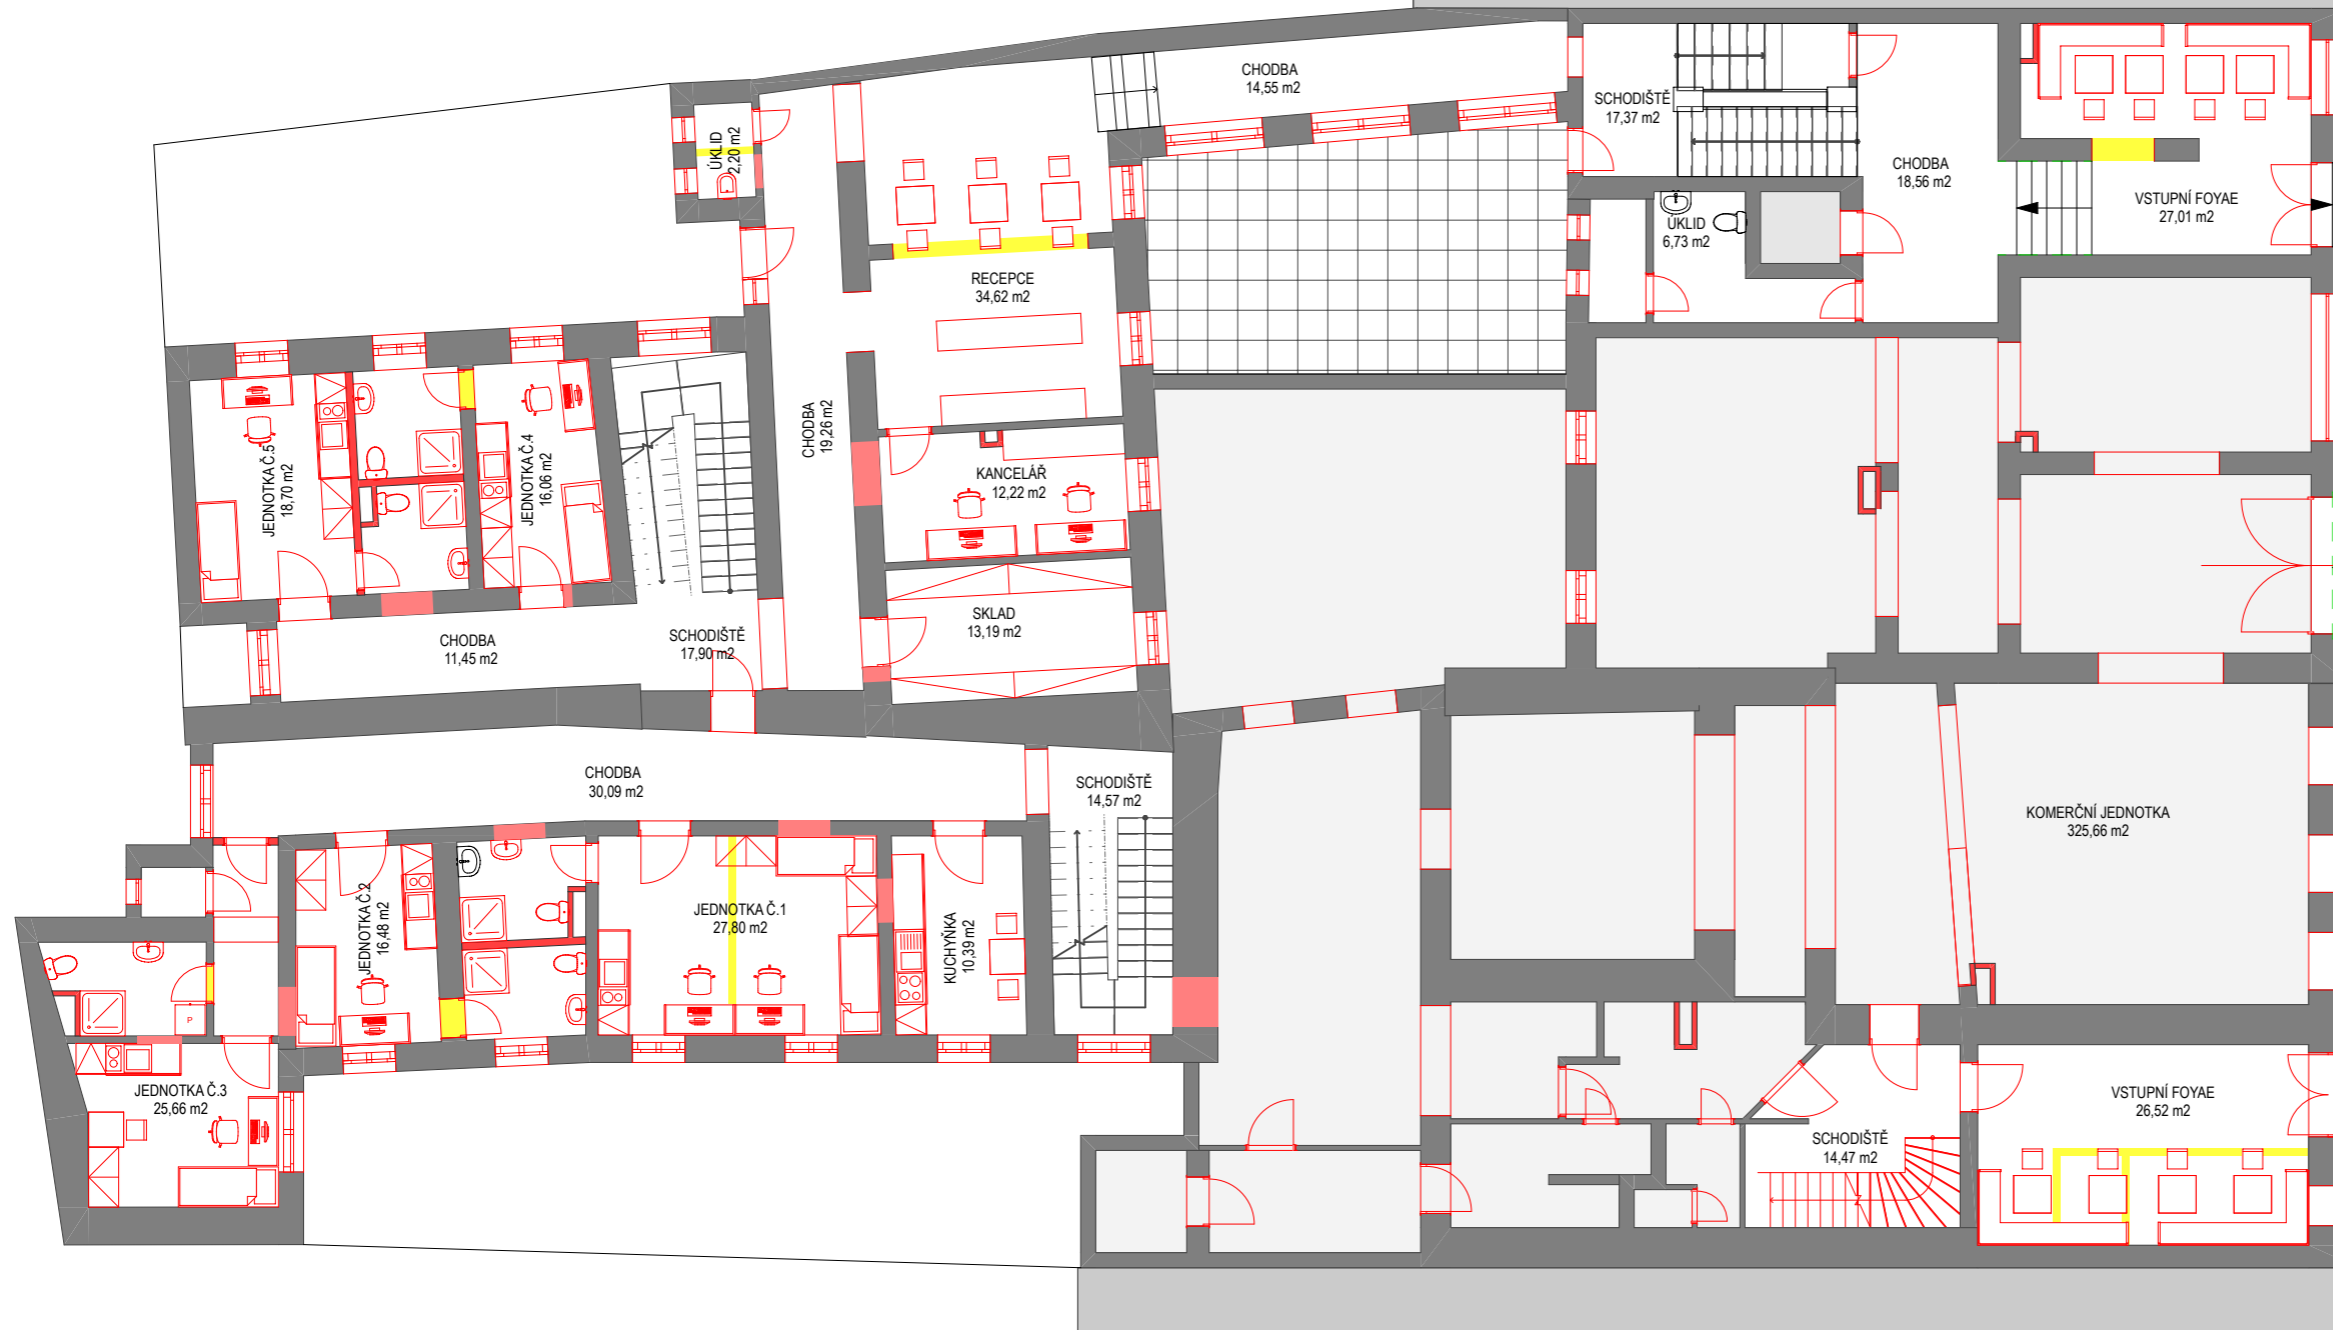 CHODBA
14,55 m2
SCHODIŠTĚ
17,37 m2
ÚKLID
2,20 m2
CHODBA
18,56 m2
VSTUPNÍ FOYAE
27,01 m2
ÚKLID
6,73 m2
RECEPCE
34,62 m2
CHODBA
19,26 m2
JEDNOTKA Č.5
18,70 m2
JEDNOTKA Č.4
16,06 m2
KANCELÁŘ
12,22 m2
SKLAD
13,19 m2
CHODBA
11,45 m2
SCHODIŠTĚ
17,90 m2
CHODBA
30,09 m2
SCHODIŠTĚ
14,57 m2
KOMERČNÍ JEDNOTKA
325,66 m2
JEDNOTKA Č.2
16,48 m2
JEDNOTKA Č.1
27,80 m2
KUCHYŇKA
10,39 m2
P
JEDNOTKA Č.3
25,66 m2
VSTUPNÍ FOYAE
26,52 m2
SCHODIŠTĚ
14,47 m2